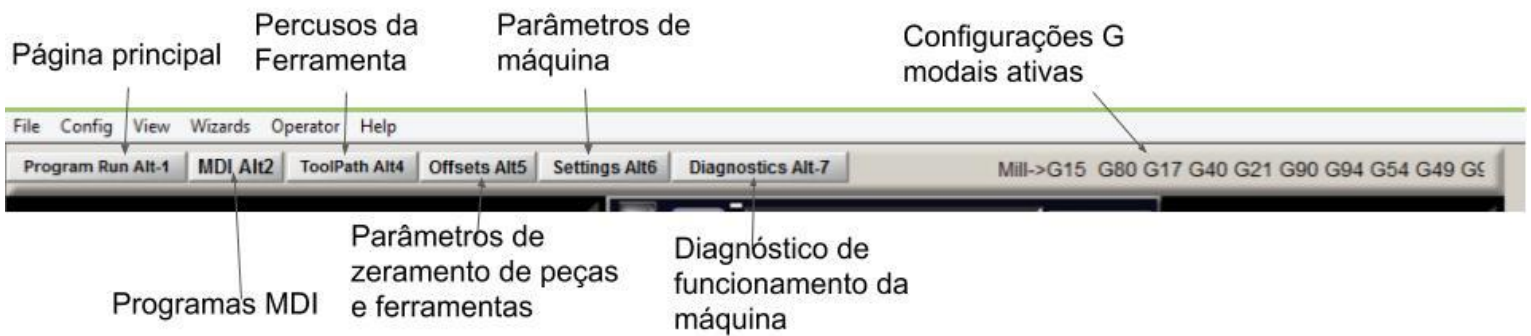 Página principal
Percusos da
Ferramenta
Parâmetros de
máquina
Configurações G
modais ativas
File Config View Wizards Operator Help
Program Run Alt-1 MDI Alt2 ToolPath Alt4 Offsets Alt5 Settings Alt6 Diagnostics Alt-7 Mill->G15 G80 G17 G40 G21 G90 G94 G54 G49
Programas MDI
Parâmetros de
zeramento de peças
e ferramentas
Diagnóstico de
funcionamento da
máquina